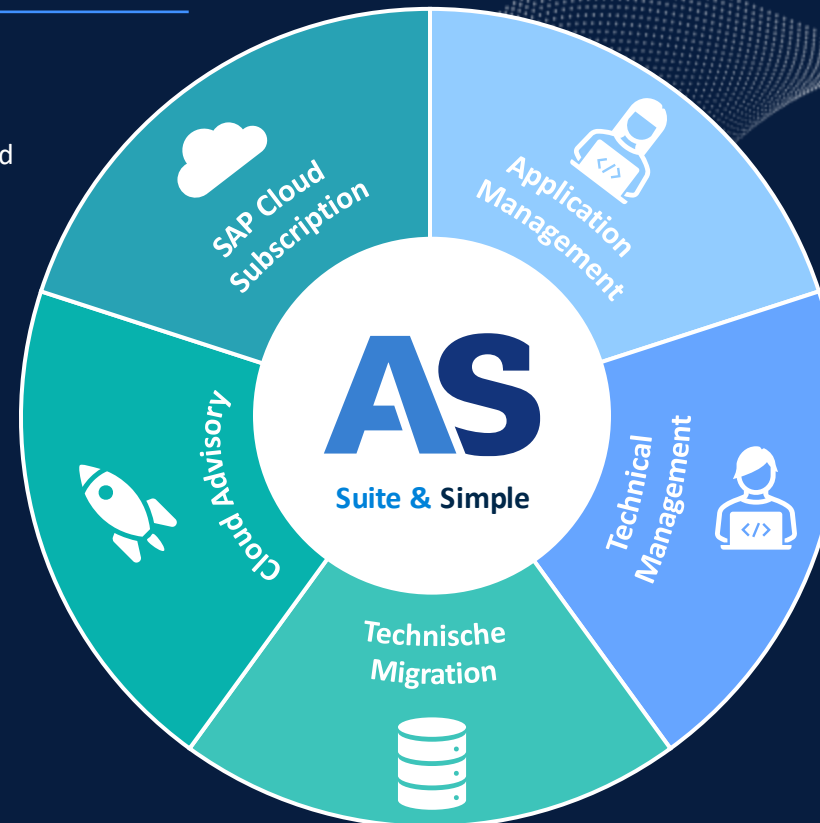 d
SAP Cloud
Subscription
Application
Management
Technical
Management
Technische
Migration
Cloud Advisory
AS
Suite & Simple